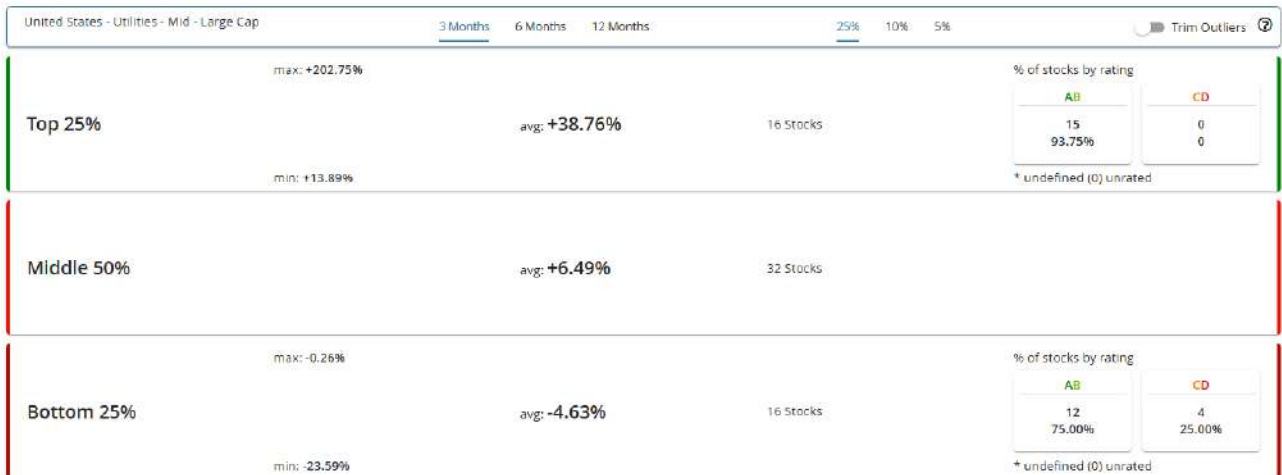 United States - Utilities - Mid - Large Cap 3 Months 6 Months 12 Months 25% 10% 5% Trim Outliers ?
max: +202.75% % of stocks by rating
AB CD
Top 25% avg: +38.76% 16 Stocks 15 0
93.75% 0
min: +13.89% * undefined (0) unrated
Middle 50% avg: +6.49% 32 Stocks
max: -0.26% % of stocks by rating
AB CD
Bottom 25% avg: -4.63% 16 Stocks 12 4
75.00% 25.00%
min: -23.59% * undefined (0) unrated